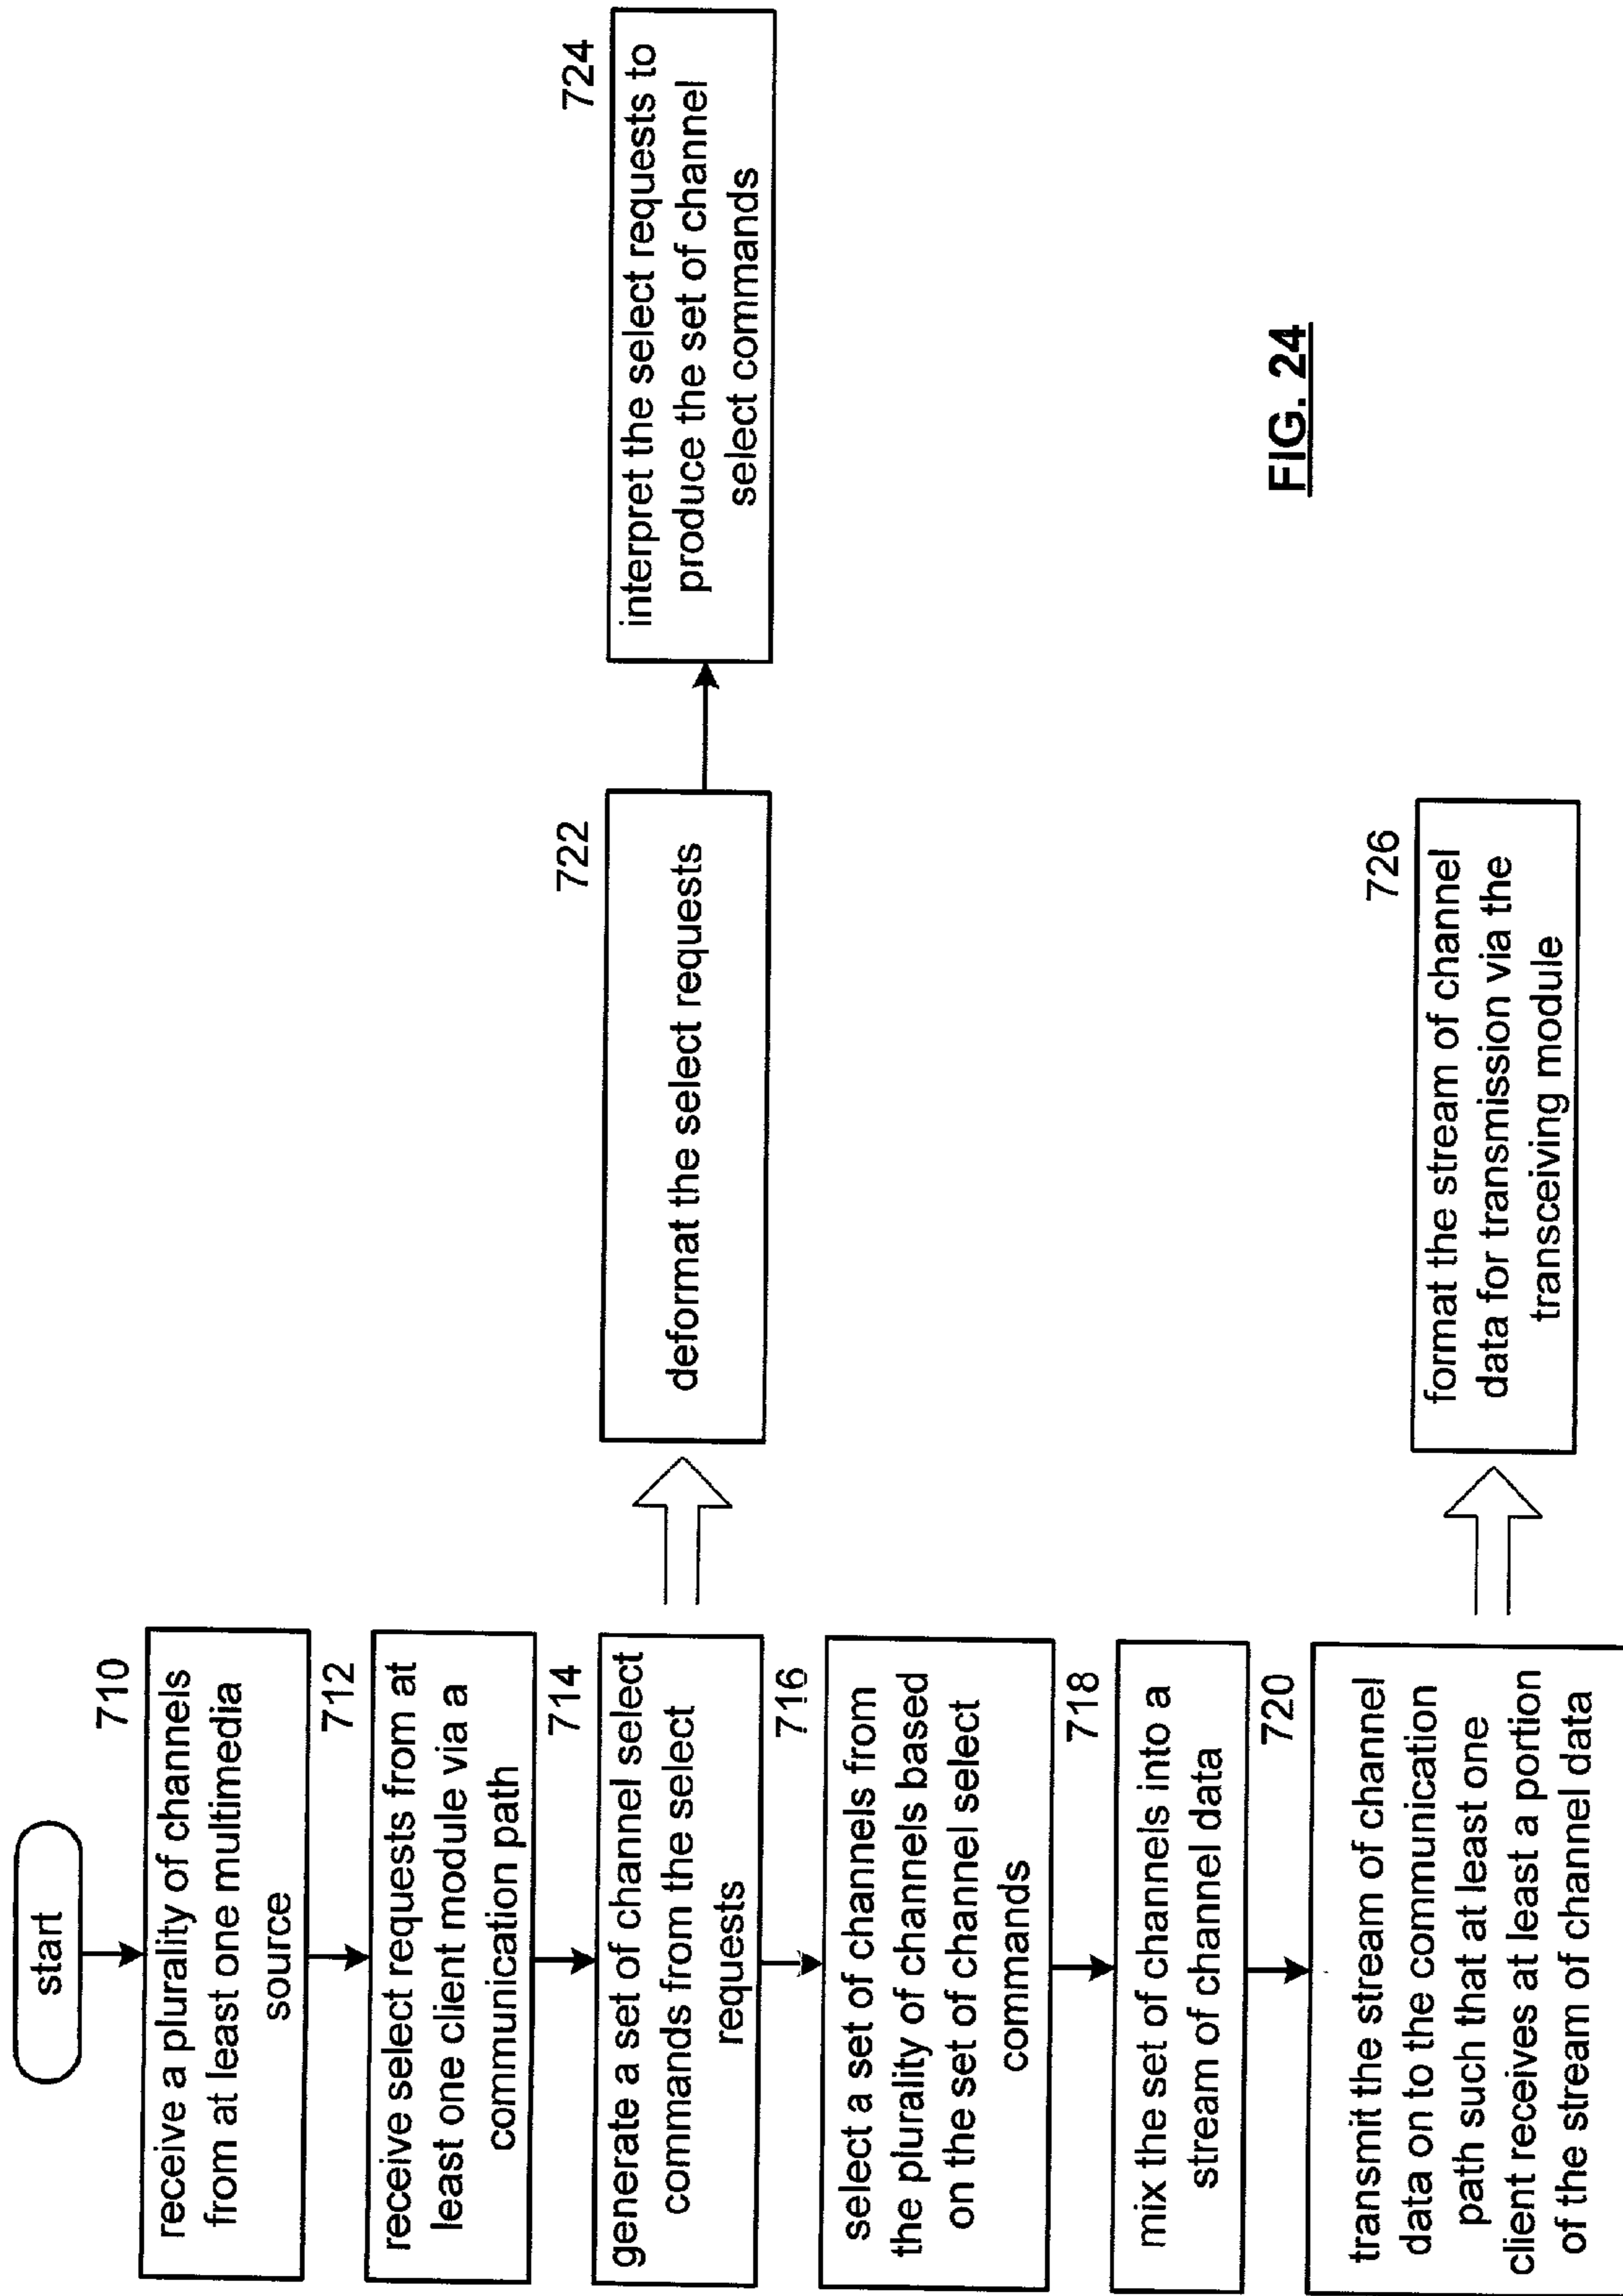 start
710
receive a plurality of channels
from at least one multimedia
source
712
receive select requests from at
least one client module via a
communication path
714
generate a set of channel select
commands from the select
requests
722
deformat the select requests
724
interpret the select requests to
produce the set of channel
select commands
716
select a set of channels from
the plurality of channels based
on the set of channel select
commands
718
mix the set of channels into a
stream of channel data
720
transmit the stream of channel
data on to the communication
path such that at least one
client receives at least a portion
of the stream of channel data
726
format the stream of channel
data for transmission via the
transceiving module
FIG. 24